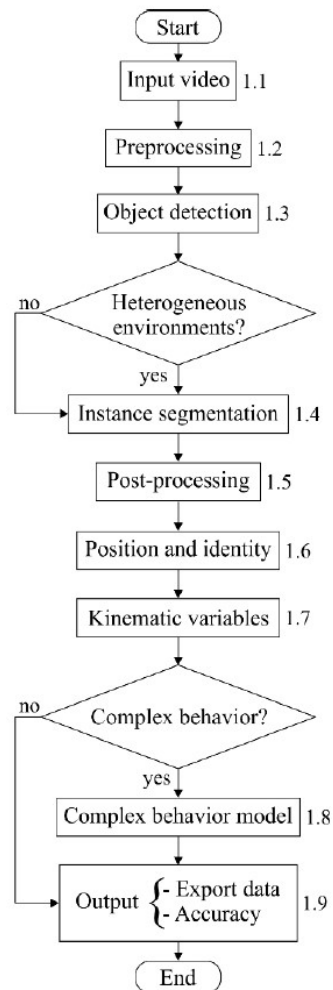 Start
Input video 1.1
Preprocessing 1.2
Object detection 1.3
no
Heterogeneous
environments?
yes
Instance segmentation 1.4
Post-processing 1.5
Position and identity 1.6
Kinematic variables 1.7
no
Complex behavior?
yes
Complex behavior model 1.8
Output { - Export data
- Accuracy
1.9
End